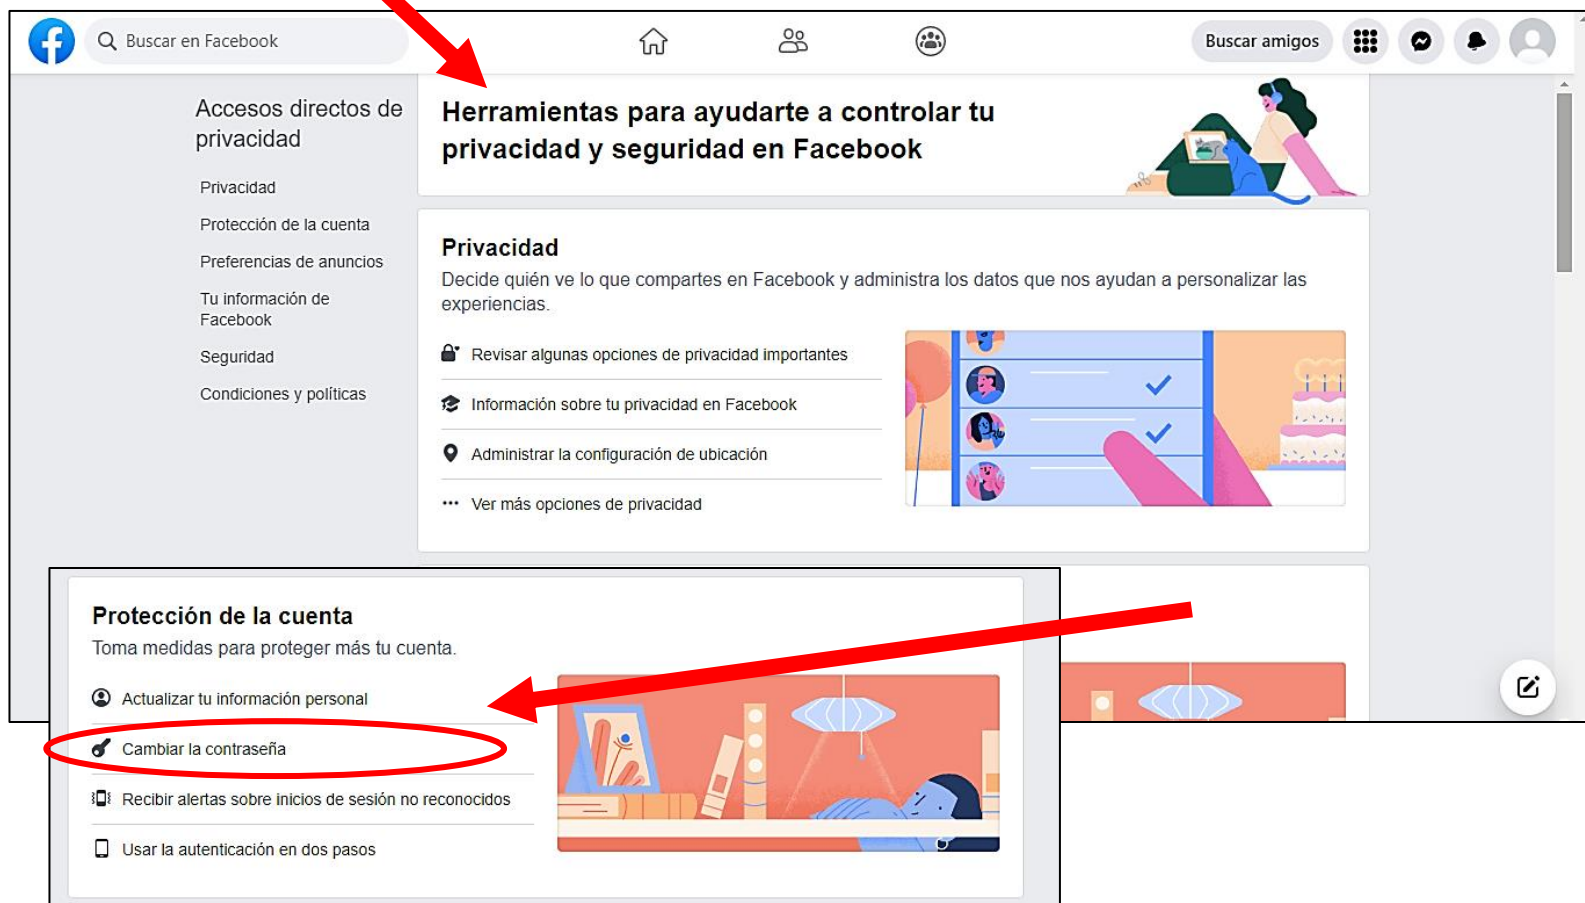 Buscar en Facebook
Buscar amigos
Accesos directos de
privacidad
Privacidad
Protección de la cuenta
Preferencias de anuncios
Tu información de
Facebook
Seguridad
Condiciones y políticas
Herramientas para ayudarte a controlar tu
privacidad y seguridad en Facebook
Privacidad
Decide quién ve lo que compartes en Facebook y administra los datos que nos ayudan a personalizar las
experiencias.
Revisar algunas opciones de privacidad importantes
Información sobre tu privacidad en Facebook
Administrar la configuración de ubicación
Ver más opciones de privacidad
Protección de la cuenta
Toma medidas para proteger más tu cuenta.
Actualizar tu información personal
Cambiar la contraseña
Recibir alertas sobre inicios de sesión no reconocidos
Usar la autenticación en dos pasos